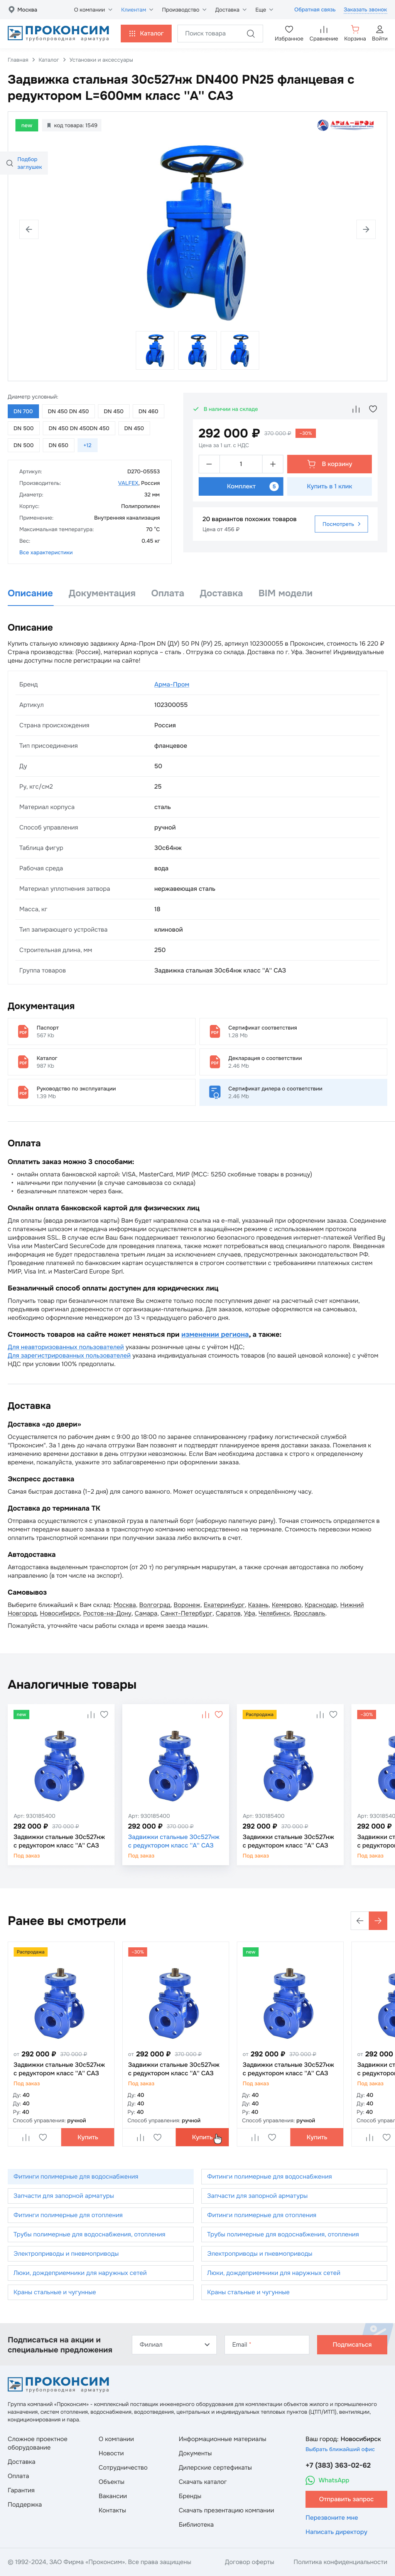 Москва
О компании
Клиентам
Производство
Доставка
Еще
Обратная связь
Заказать звонок
ПРОКОНСИМ
трубопроводная арматура
Каталог
Поиск товара
Избранное
Сравнение
Корзина
Войти
Главная > Каталог > Установки и аксессуары
Задвижка стальная 30с527нж DN400 PN25 фланцевая с
редуктором L=600мм класс "А" САЗ
new
код товара: 1549
АРМА-ПРОМ
Подбор
заглушек
Диаметр условный:
DN 700
DN 450 DN 450
DN 450
DN 460
DN 500
DN 450 DN 450DN 450
DN 450
DN 500
DN 650
+12
Артикул: D270-05553
Производитель: VALFEX, Россия
Диаметр: 32 мм
Корпус: Полипропилен
Применение: Внутренняя канализация
Максимальная температура: 70 °C
Вес: 0.45 кг
Все характеристики
В наличии на складе
292 000 ₽ 370 000 ₽ -30%
Цена за 1 шт. с НДС
1
В корзину
Комплект 5
Купить в 1 клик
20 вариантов похожих товаров
Цена от 456 ₽
Посмотреть
Описание
Документация
Оплата
Доставка
BIM модели
Описание
Купить стальную клиновую задвижку Арма-Пром DN (ДУ) 50 PN (РУ) 25, артикул 102300055 в Проконсим, стоимость 16 220 ₽
Страна производства: (Россия), материал корпуса – сталь . Отгрузка со склада. Доставка по г. Уфа. Звоните! Индивидуальные
цены доступны после регистрации на сайте!
Бренд Арма-Пром
Артикул 102300055
Страна происхождения Россия
Тип присоединения фланцевое
Ду 50
Ру, кгс/см2 25
Материал корпуса сталь
Способ управления ручной
Таблица фигур 30с64нж
Рабочая среда вода
Материал уплотнения затвора нержавеющая сталь
Масса, кг 18
Тип запирающего устройства клиновой
Строительная длина, мм 250
Группа товаров Задвижка стальная 30с64нж класс "А" САЗ
Документация
Паспорт
567 Kb
Сертификат соответствия
1.28 Mb
Каталог
987 Kb
Декларация о соответствии
2.46 Mb
Руководство по эксплуатации
1.39 Mb
Сертификат дилера о соответствии
2.46 Mb
Оплата
Оплатить заказ можно 3 способами:
• онлайн оплата банковской картой: VISA, MasterCard, МИР (MCC: 5250 скобяные товары в розницу)
• наличными при получении (в случае самовывоза со склада)
• безналичным платежом через банк.
Онлайн оплата банковской картой для физических лиц
Для оплаты (ввода реквизитов карты) Вам будет направлена ссылка на e-mail, указанный при оформлении заказа. Соединение
с платежным шлюзом и передача информации осуществляется в защищённом режиме с использованием протокола
шифрования SSL. В случае если Ваш банк поддерживает технологию безопасного проведения интернет-платежей Verified By
Visa или MasterCard SecureCode для проведения платежа, также может потребоваться ввод специального пароля. Введенная
информация не будет предоставлена третьим лицам, за исключением случаев, предусмотренных законодательством РФ.
Проведение платежей по банковским картам осуществляется в строгом соответствии с требованиями платежных систем
МИР, Visa Int. и MasterCard Europe Sprl.
Безналичный способ оплаты доступен для юридических лиц
Получить товар при безналичном платеже Вы сможете только после поступления денег на расчетный счет нашей компании,
предъявив оригинал доверенности от организации-плательщика. Для заказов, которые оформляются на самовывоз,
необходимо оформление менеджером до 13 ч предыдущего рабочего дня.
Стоимость товаров на сайте может меняться при изменении региона, а также:
Для неавторизованных пользователей указаны розничные цены с учётом НДС;
Для зарегистрированных пользователей указана индивидуальная стоимость товаров (по вашей ценовой колонке) с учётом
НДС при условии 100% предоплаты.
Доставка
Доставка «до двери»
Осуществляется по рабочим дням с 9:00 до 18:00 по заранее спланированному графику логистической службой
"Проконсим". За 1 день до начала отгрузки Вам позвонят и подтвердят планируемое время доставки. Пожелания к
изменению времени доставки в день отгрузки осуществить невозможно. Если Вам необходима доставка к определённому
времени, пожалуйста, укажите это заблаговременно при оформлении заказа.
Экспресс доставка
Самая быстрая доставка (1-2 дня) для самого важного. Может осуществляться к определённому часу.
Доставка до терминала ТК
Отправка осуществляется с упаковкой груза в палетный борт (наборную палетную раму). Точная стоимость определяется в
момент передачи вашего заказа в транспортную компанию непосредственно на терминале. Стоимость перевозки можно
оплатить транспортной компании отдельно или включить в счёт.
Автодоставка
Автодоставка выделенным транспортом (от 20 т) по регулярным маршрутам, а также срочная автодоставка по любому
направлению (в том числе на экспорт).
Самовывоз
Выберите ближайший к Вам склад: Москва, Волгоград, Воронеж, Екатеринбург, Казань, Кемерово, Краснодар, Нижний
Новгород, Новосибирск, Ростов-на-Дону, Самара, Санкт-Петербург, Саратов, Уфа, Челябинск, Ярославль.
Пожалуйста, уточняйте часы работы склада и время заезда машин.
Аналогичные товары
new
Распродажа
-30%
Арт: 930185400
Арт: 930185400
Арт: 930185400
Арт: 93018540
292 000 ₽ 370 000 ₽
292 000 ₽ 370 000 ₽
292 000 ₽ 370 000 ₽
292 000 ₽
Задвижки стальные 30с527нж
с редуктором класс "А" САЗ
Задвижки стальные 30с527нж
с редуктором класс "А" САЗ
Задвижки стальные 30с527нж
с редуктором класс "А" САЗ
Задвижки ст
с редукторо
Под заказ
Под заказ
Под заказ
Под заказ
Ранее вы смотрели
Распродажа
-30%
new
от 292 000 ₽ 370 000 ₽
от 292 000 ₽ 370 000 ₽
от 292 000 ₽ 370 000 ₽
от 292 000
Задвижки стальные 30с527нж
с редуктором класс "А" САЗ
Задвижки стальные 30с527нж
с редуктором класс "А" САЗ
Задвижки стальные 30с527нж
с редуктором класс "А" САЗ
Задвижки ст
с редукторо
Под заказ
Под заказ
Под заказ
Под заказ
Ду: 40
Ду: 40
Ду: 40
Ду: 40
Ду: 40
Ду: 40
Ду: 40
Ду: 40
Ру: 40
Ру: 40
Ру: 40
Ру: 40
Способ управления: ручной
Способ управления: ручной
Способ управления: ручной
Способ управл
Купить
Купить
Купить
Фитинги полимерные для водоснабжения
Фитинги полимерные для водоснабжения
Запчасти для запорной арматуры
Запчасти для запорной арматуры
Фитинги полимерные для отопления
Фитинги полимерные для отопления
Трубы полимерные для водоснабжения, отопления
Трубы полимерные для водоснабжения, отопления
Электроприводы и пневмоприводы
Электроприводы и пневмоприводы
Люки, дождеприемники для наружных сетей
Люки, дождеприемники для наружных сетей
Краны стальные и чугунные
Краны стальные и чугунные
Подпишитесь на акции и
специальные предложения
Филиал
Email *
Подписаться
ПРОКОНСИМ
трубопроводная арматура
Группа компаний «Проконсим» - комплексный поставщик инженерного оборудования для комплектации объектов жилого и промышленного
назначения, систем отопления, водоснабжения, водоотведения, центральных и индивидуальных тепловых пунктов (ЦТП/ИТП), вентиляции,
кондиционирования и пара.
Сложное проектное
оборудование
Доставка
Оплата
Гарантия
Поддержка
О компании
Новости
Сотрудничество
Объекты
Вакансии
Контакты
Информационные материалы
Документы
Дилерские сертефикаты
Скачать каталог
Бренды
Скачать презентацию компании
Библиотека
Ваш город: Новосибирск
Выбрать ближайший офис
+7 (383) 363-02-62
WhatsApp
Отправить запрос
Перезвоните мне
Написать директору
© 1992-2024, ЗАО Фирма «Проконсим». Все права защищены
Договор оферты
Политика конфиденциальности